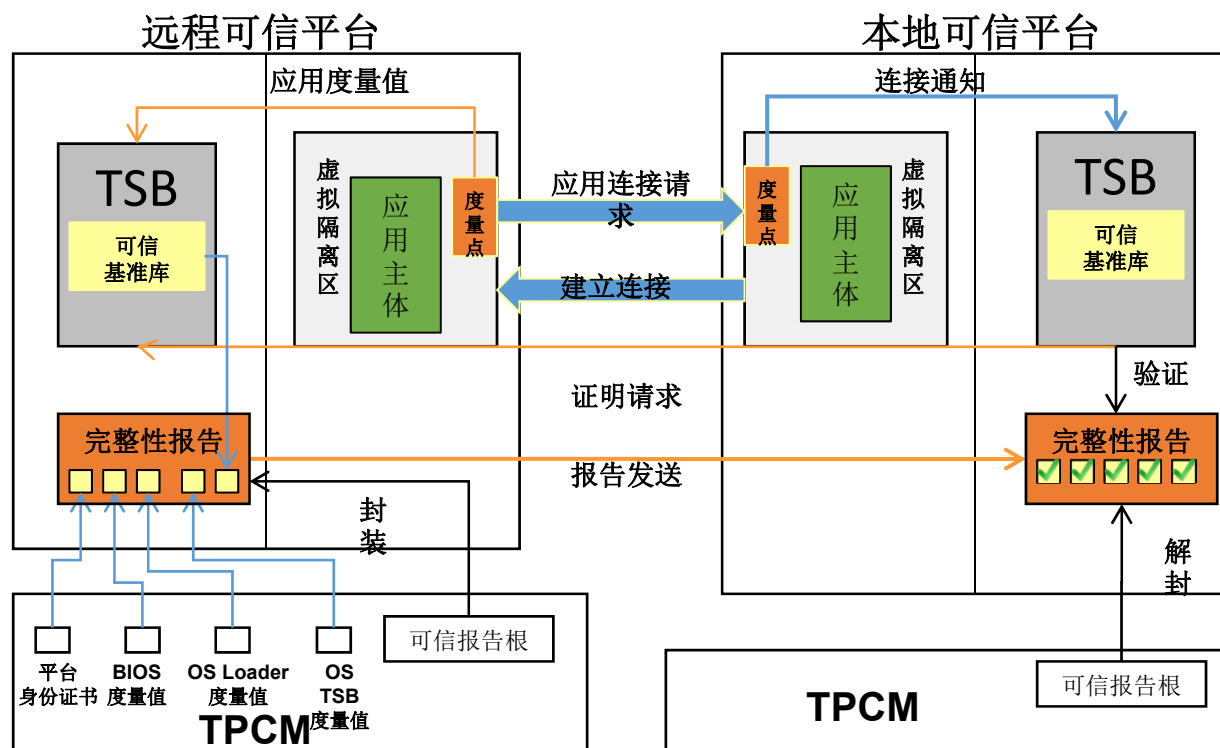 远程可信平台
本地可信平台
应用度量值
连接通知
TSB
可信
基准库
虚
拟
隔
离
区
应
用
主
体
度
量
点
应用连接请
求
建立连接
度
量
点
应
用
主
体
虚
拟
隔
离
区
TSB
可信
基准库
证明请求
验证
完整性报告
报告发送
完整性报告
封
装
解
封
可信报告根
平台
身份证书
BIOS
度量值
OS Loader
度量值
OS
TSB
度量值
TPCM
可信报告根
TPCM